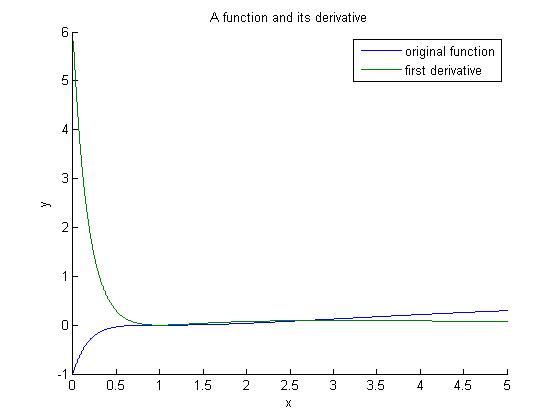 A function and its derivative
original function
first derivative
y
6
5
4
3
2
1
0
-1
0 0.5 1 1.5 2 2.5 3 3.5 4 4.5 5
x